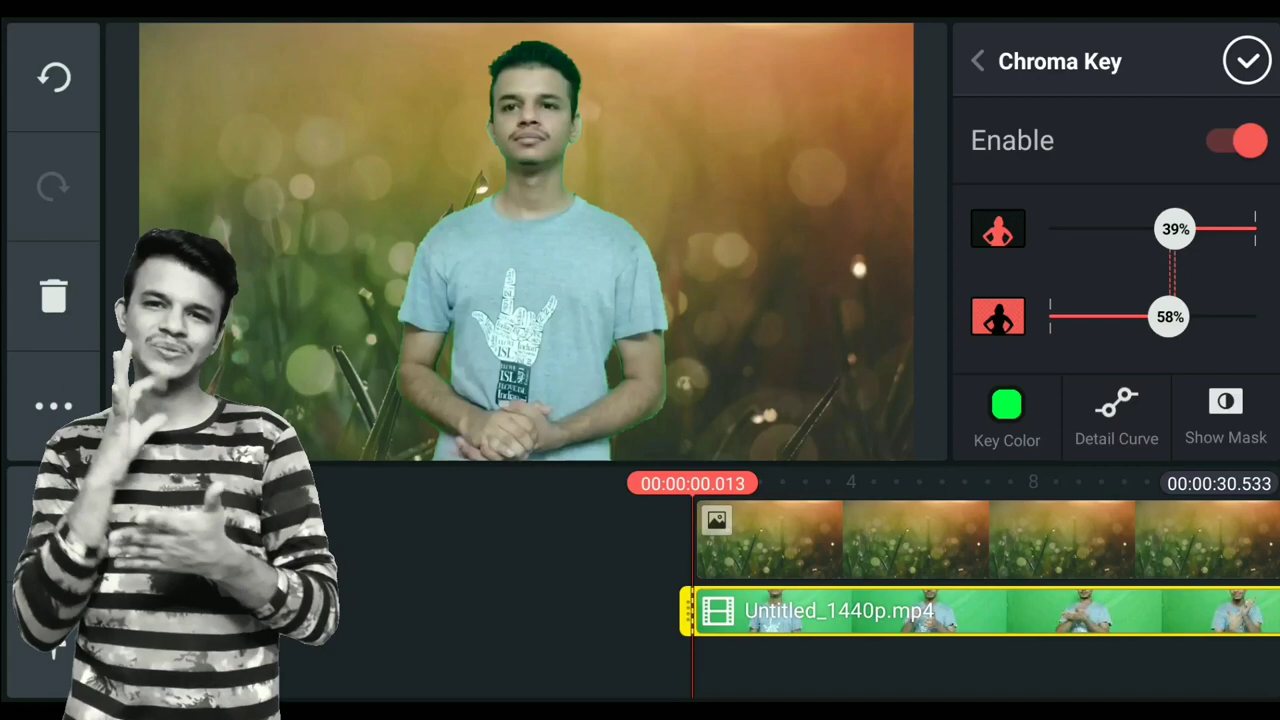 Chroma Key
Enable
39%
58%
Key Color
Detail Curve
Show Mask
ISL
00:00:00.013
4
8
00:00:30.533
Untitled_1440p.mp4